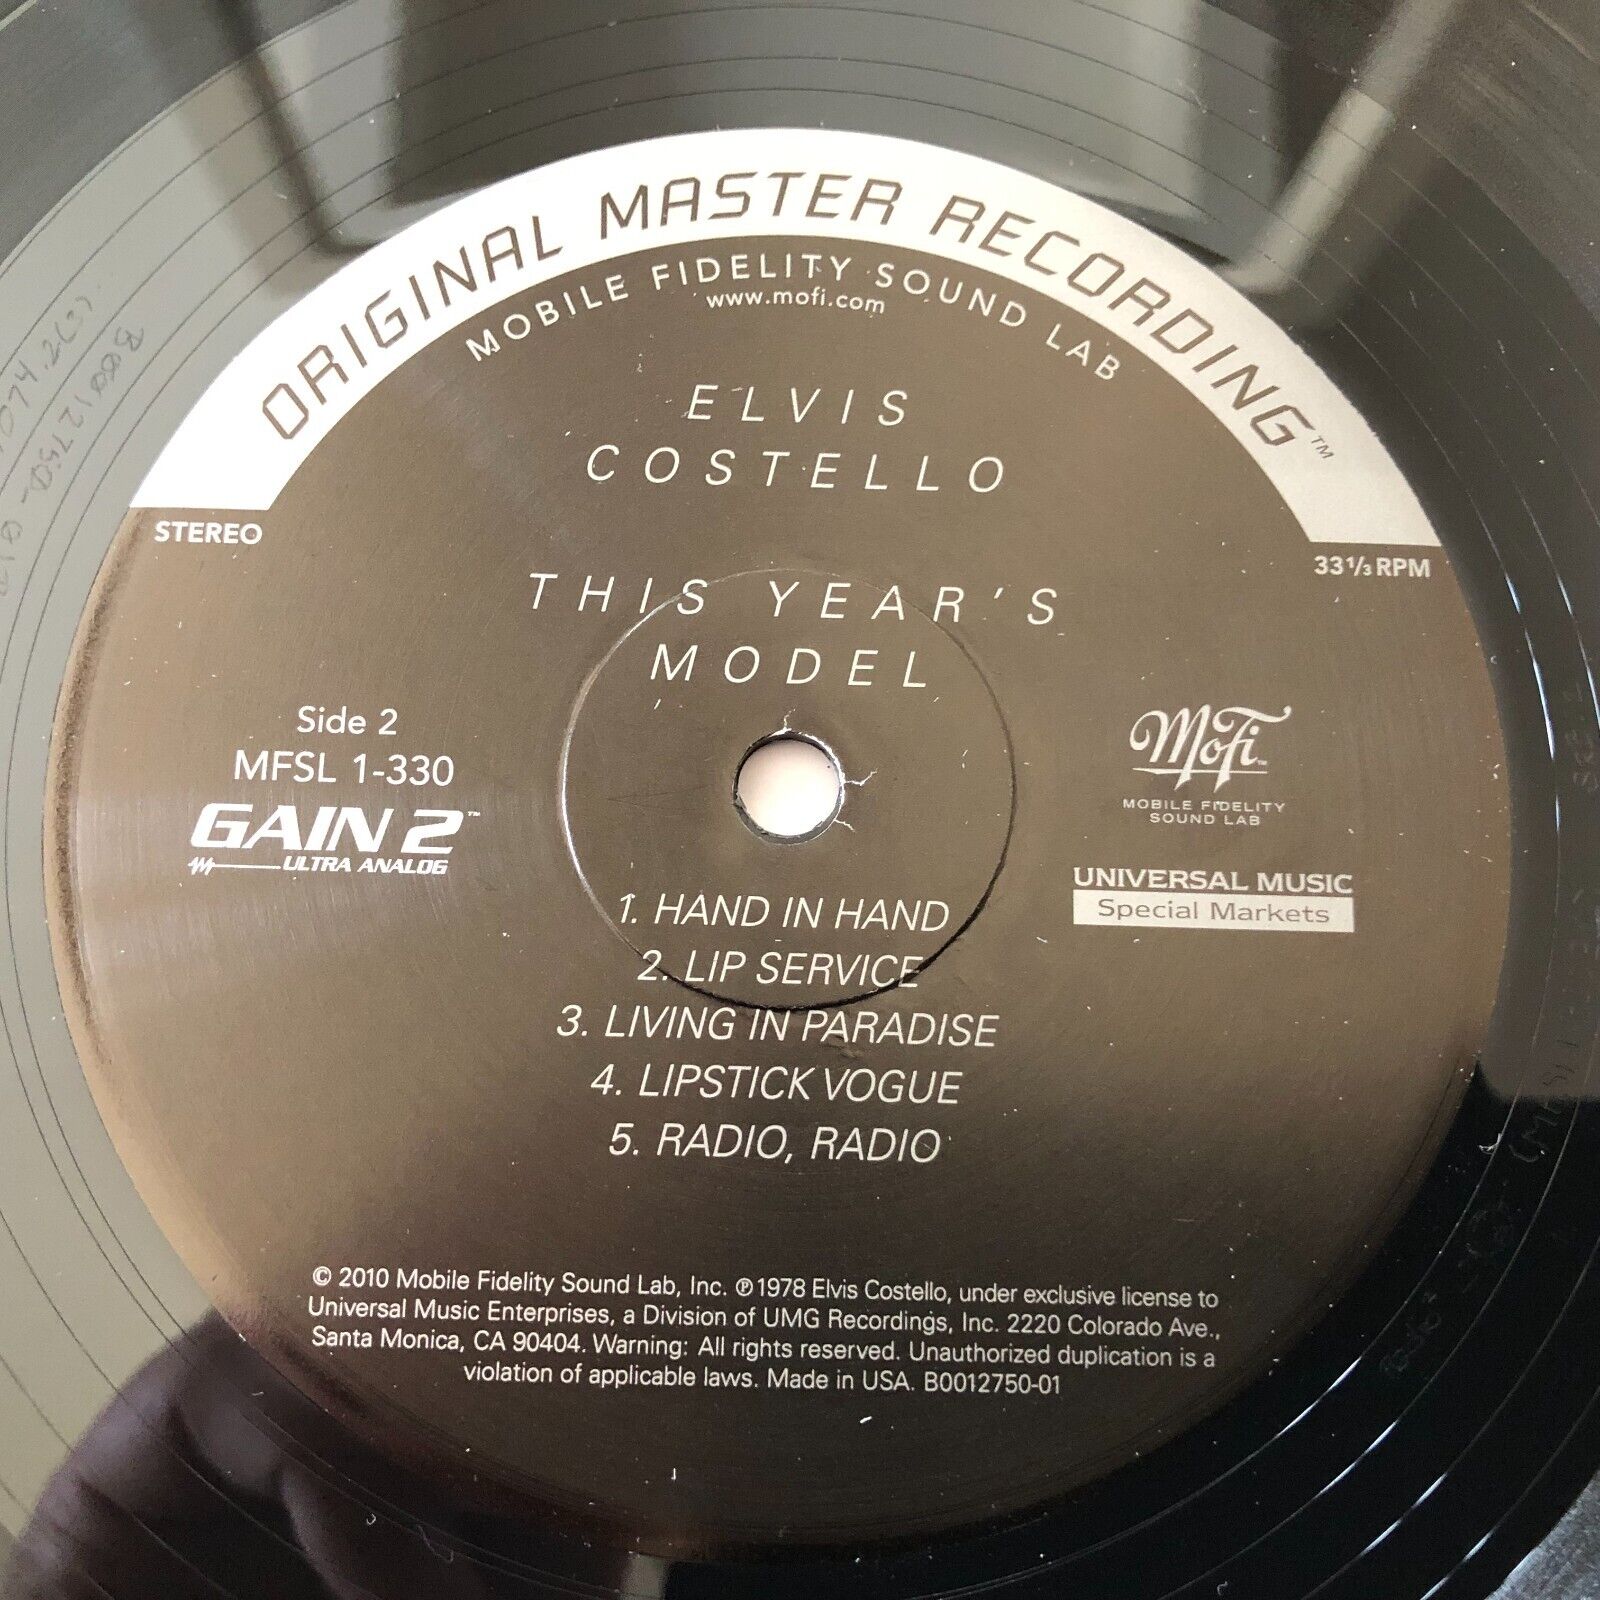 ORIGINAL MASTER RECORDING™
MOBILE FIDELITY SOUND LAB
www.mofi.com
ELVIS
COSTELLO
STEREO
33 1/3 RPM
THIS YEAR'S
MODEL
Side 2
MFSL 1-330
GAIN 2™
ULTRA ANALOG
MoFi™
MOBILE FIDELITY
SOUND LAB
UNIVERSAL MUSIC
Special Markets
1. HAND IN HAND
2. LIP SERVICE
3. LIVING IN PARADISE
4. LIPSTICK VOGUE
5. RADIO, RADIO
© 2010 Mobile Fidelity Sound Lab, Inc. ℗1978 Elvis Costello, under exclusive license to
Universal Music Enterprises, a Division of UMG Recordings, Inc. 2220 Colorado Ave.,
Santa Monica, CA 90404. Warning: All rights reserved. Unauthorized duplication is a
violation of applicable laws. Made in USA. B0012750-01